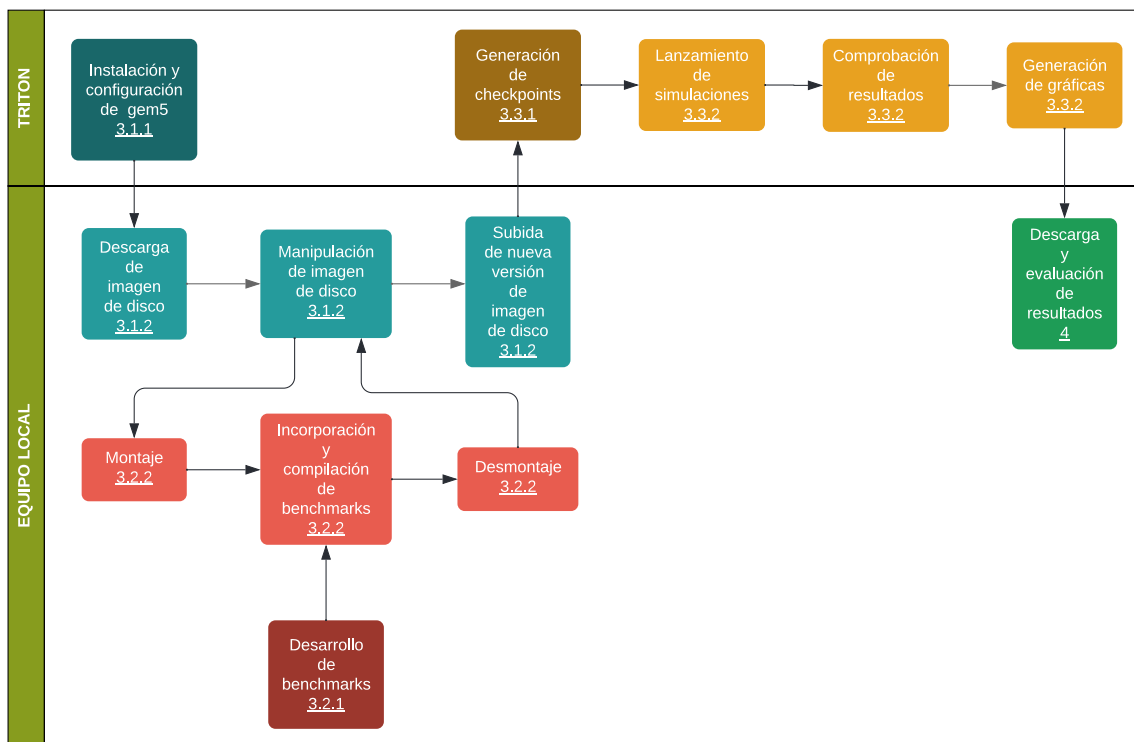 TRITON
Instalación y
configuración
de gem5
3.1.1
Generación
de
checkpoints
3.3.1
Lanzamiento
de
simulaciones
3.3.2
Comprobación
de
resultados
3.3.2
Generación
de gráficas
3.3.2
EQUIPO LOCAL
Descarga
de
imagen
de disco
3.1.2
Manipulación
de imagen
de disco
3.1.2
Subida
de nueva
versión
de
imagen
de disco
3.1.2
Descarga
y
evaluación
de
resultados
4
Montaje
3.2.2
Incorporación
y
compilación
de
benchmarks
3.2.2
Desmontaje
3.2.2
Desarrollo
de
benchmarks
3.2.1